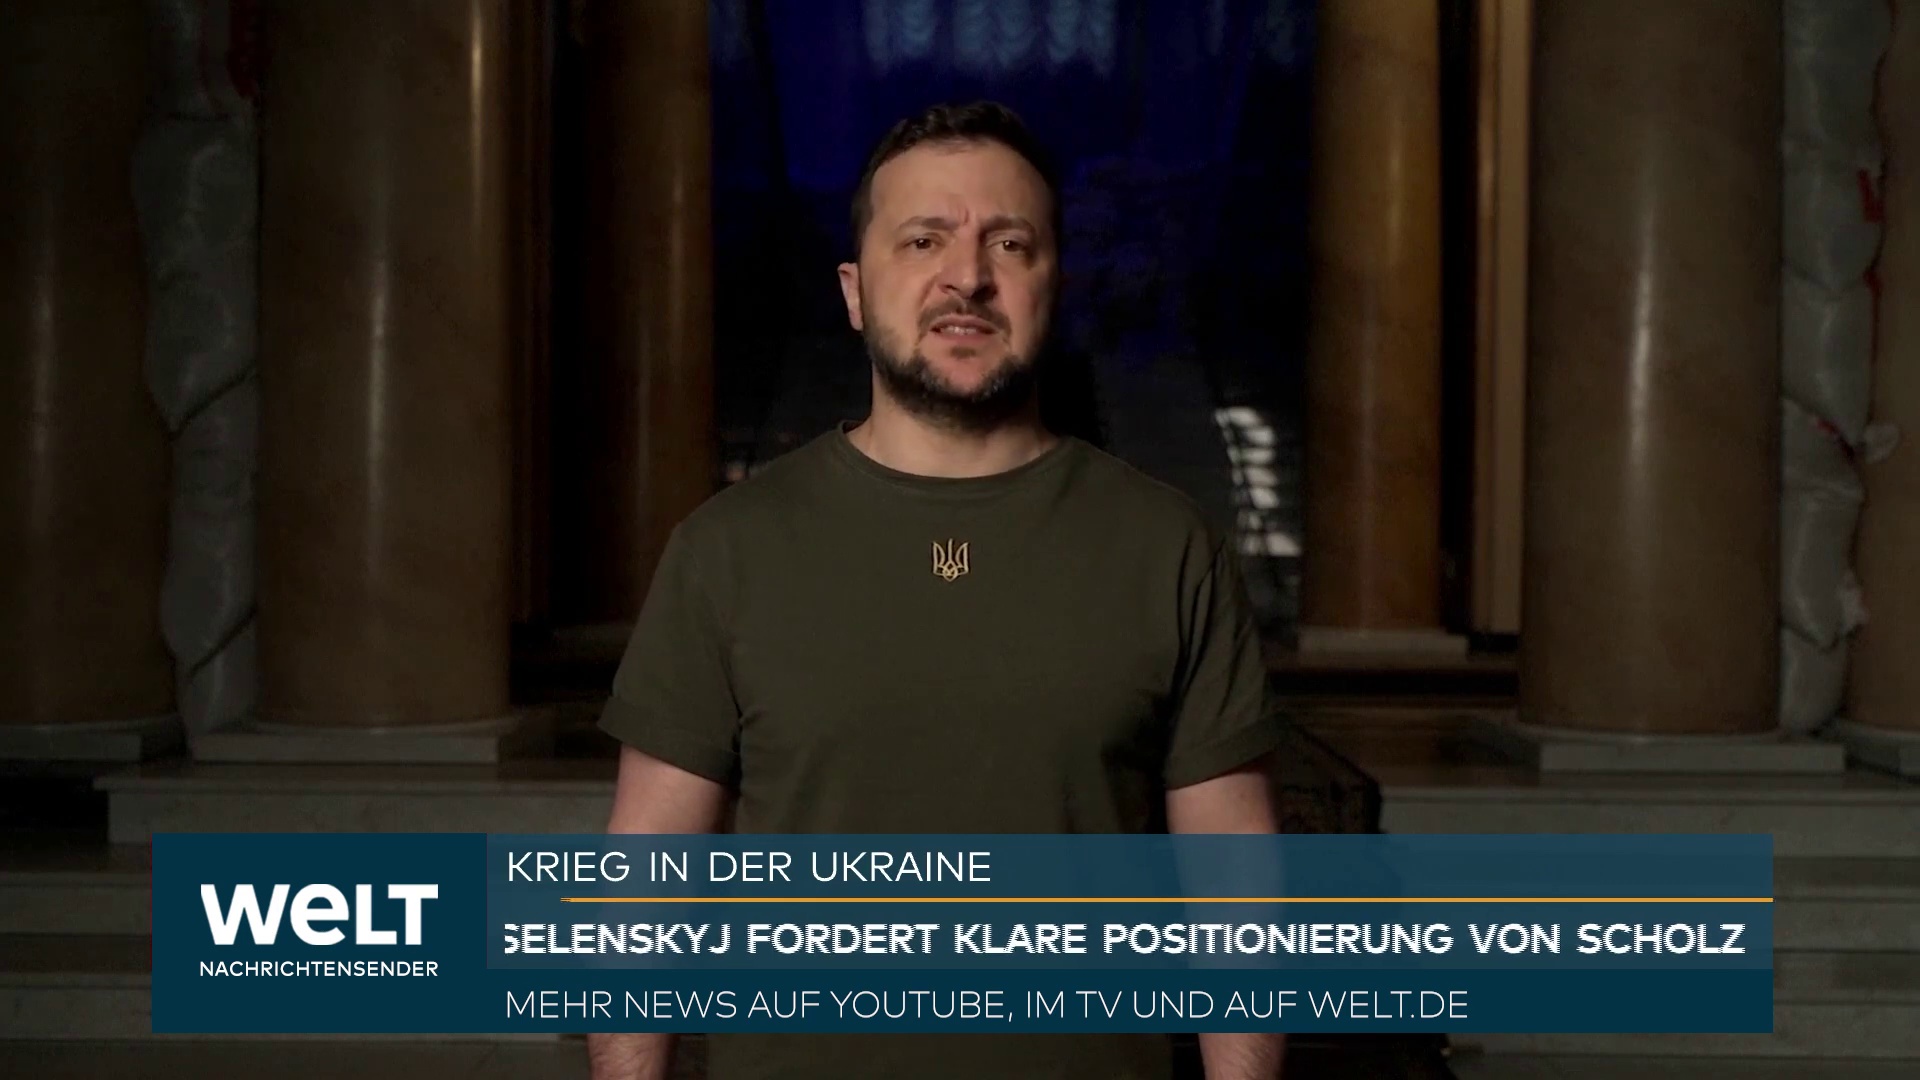 KRIEG IN DER UKRAINE
WELT
SELENSKYJ FORDERT KLARE POSITIONIERUNG VON SCHOLZ
NACHRICHTENSENDER
MEHR NEWS AUF YOUTUBE, IM TV UND AUF WELT.DE